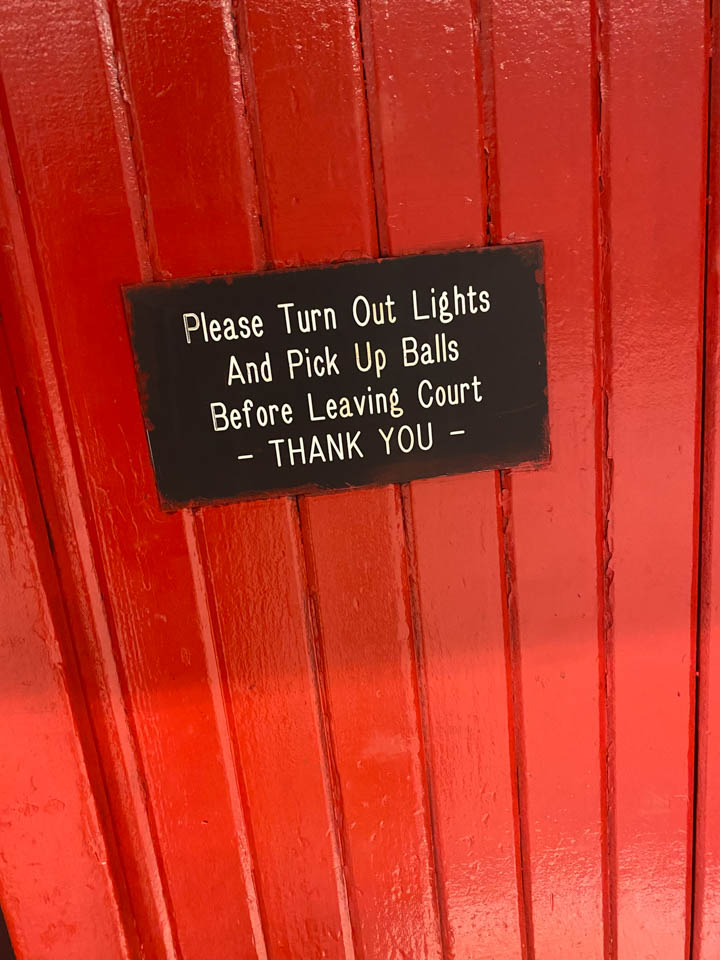 Please Turn Out Lights
And Pick Up Balls
Before Leaving Court
- THANK YOU -